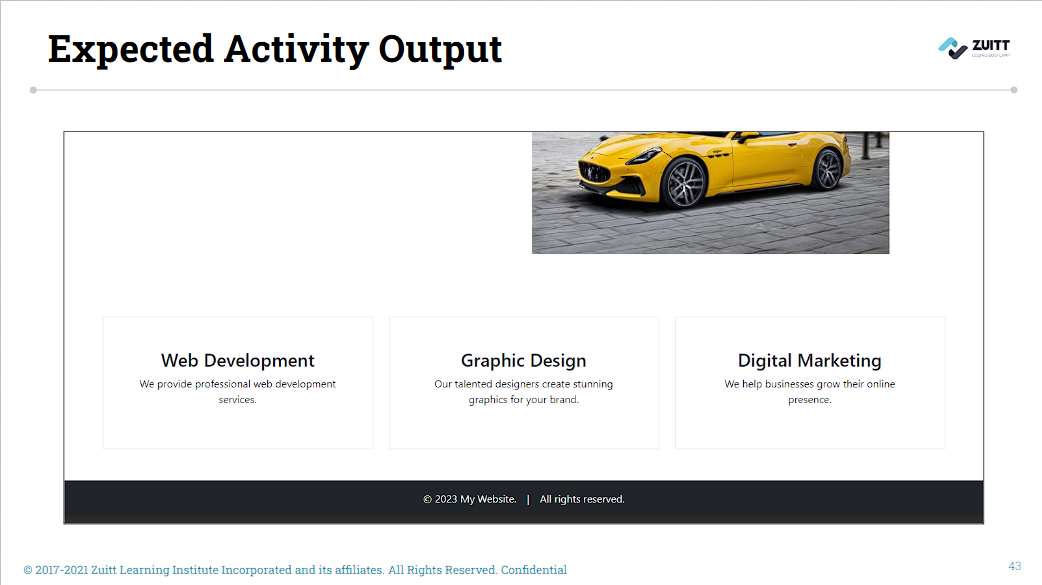 Expected Activity Output
ZUITT
CODING BOOTCAMP
Web Development
We provide professional web development
services.
Graphic Design
Our talented designers create stunning
graphics for your brand.
Digital Marketing
We help businesses grow their online
presence.
© 2023 My Website. | All rights reserved.
© 2017-2021 Zuitt Learning Institute Incorporated and its affiliates. All Rights Reserved. Confidential
43